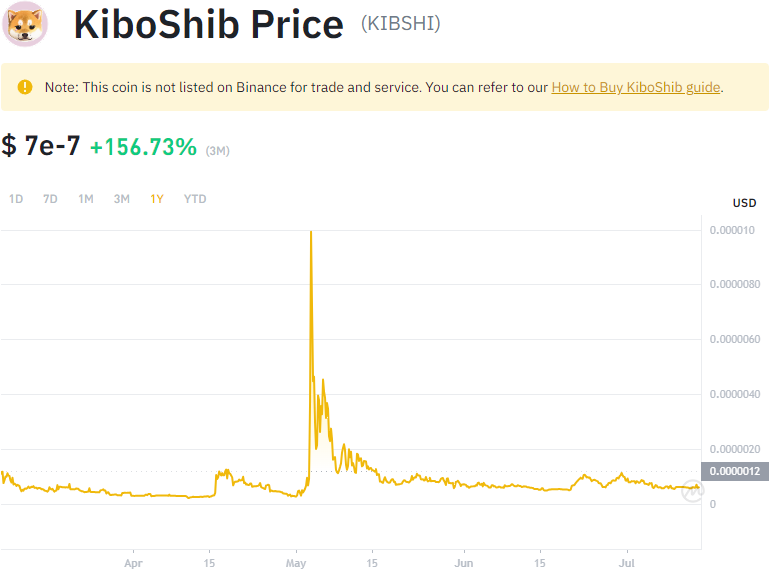 KiboShib Price (KIBSHI)
Note: This coin is not listed on Binance for trade and service. You can refer to our How to Buy KiboShib guide.
$ 7e-7 +156.73% (3M)
1D 7D 1M 3M 1Y YTD
USD
0.000010
0.0000080
0.0000060
0.0000040
0.0000020
0.0000012
0
Apr 15 May 15 Jun 15 Jul